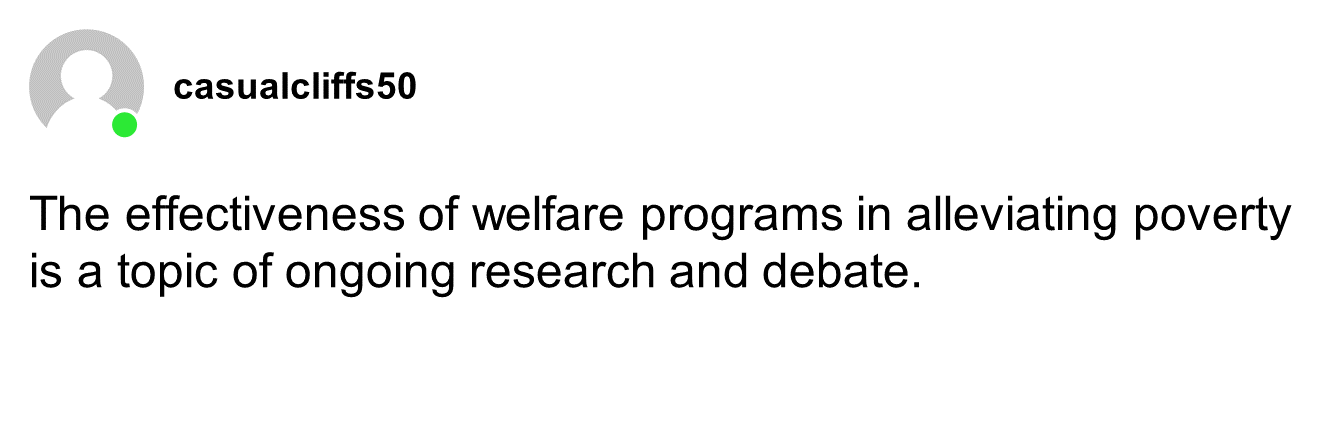 casualcliffs50
The effectiveness of welfare programs in alleviating poverty
is a topic of ongoing research and debate.